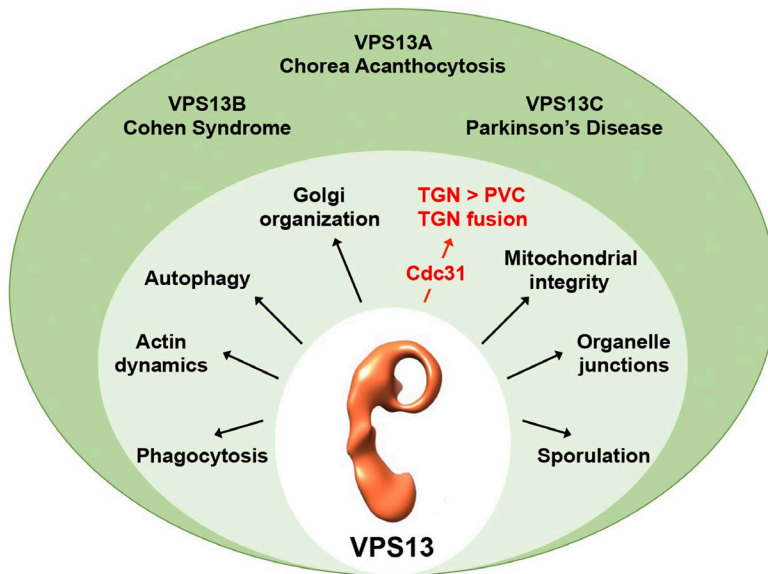 VPS13A
Chorea Acanthocytosis
VPS13B
Cohen Syndrome
VPS13C
Parkinson's Disease
Golgi
organization
TGN > PVC
TGN fusion
Cdc31
Mitochondrial
integrity
Autophagy
Organelle
junctions
Actin
dynamics
Phagocytosis
Sporulation
VPS13